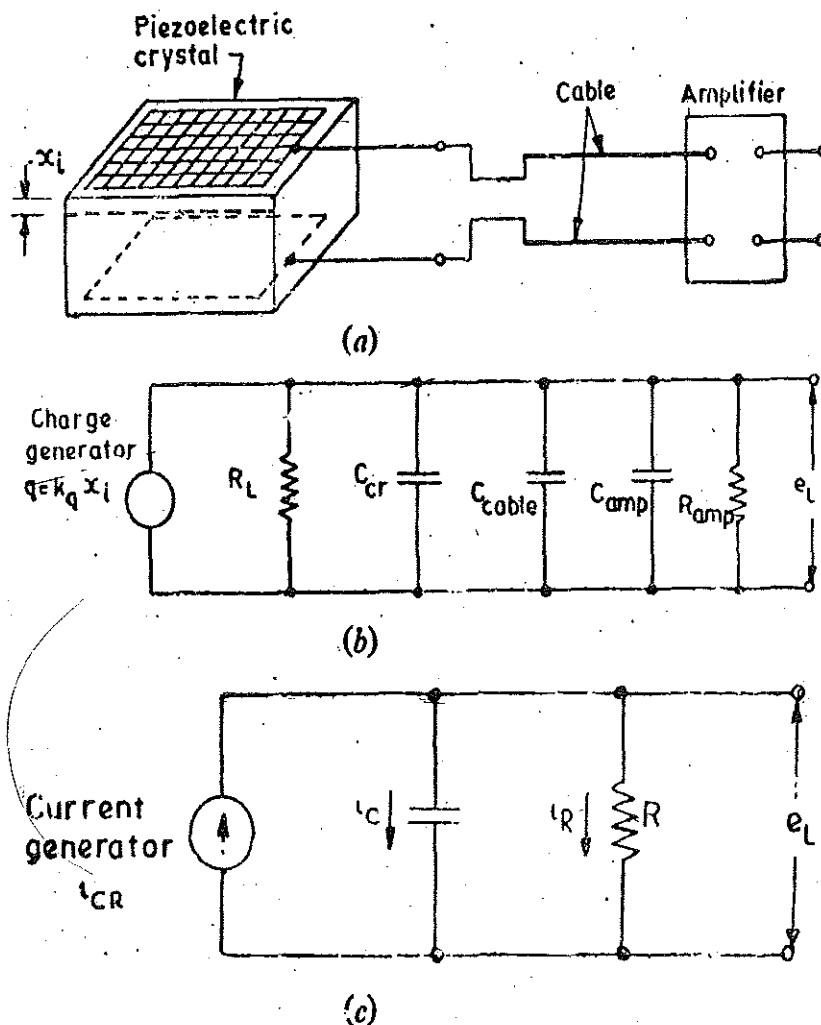 Piezoelectric
crystal
Cable
Amplifier
xi
(a)
Charge
generator
q=kq xi
RL
Ccr
Ccable
Camp
Ramp
eL
(b)
Current
generator
iCR
iC
iR
R
eL
(c)